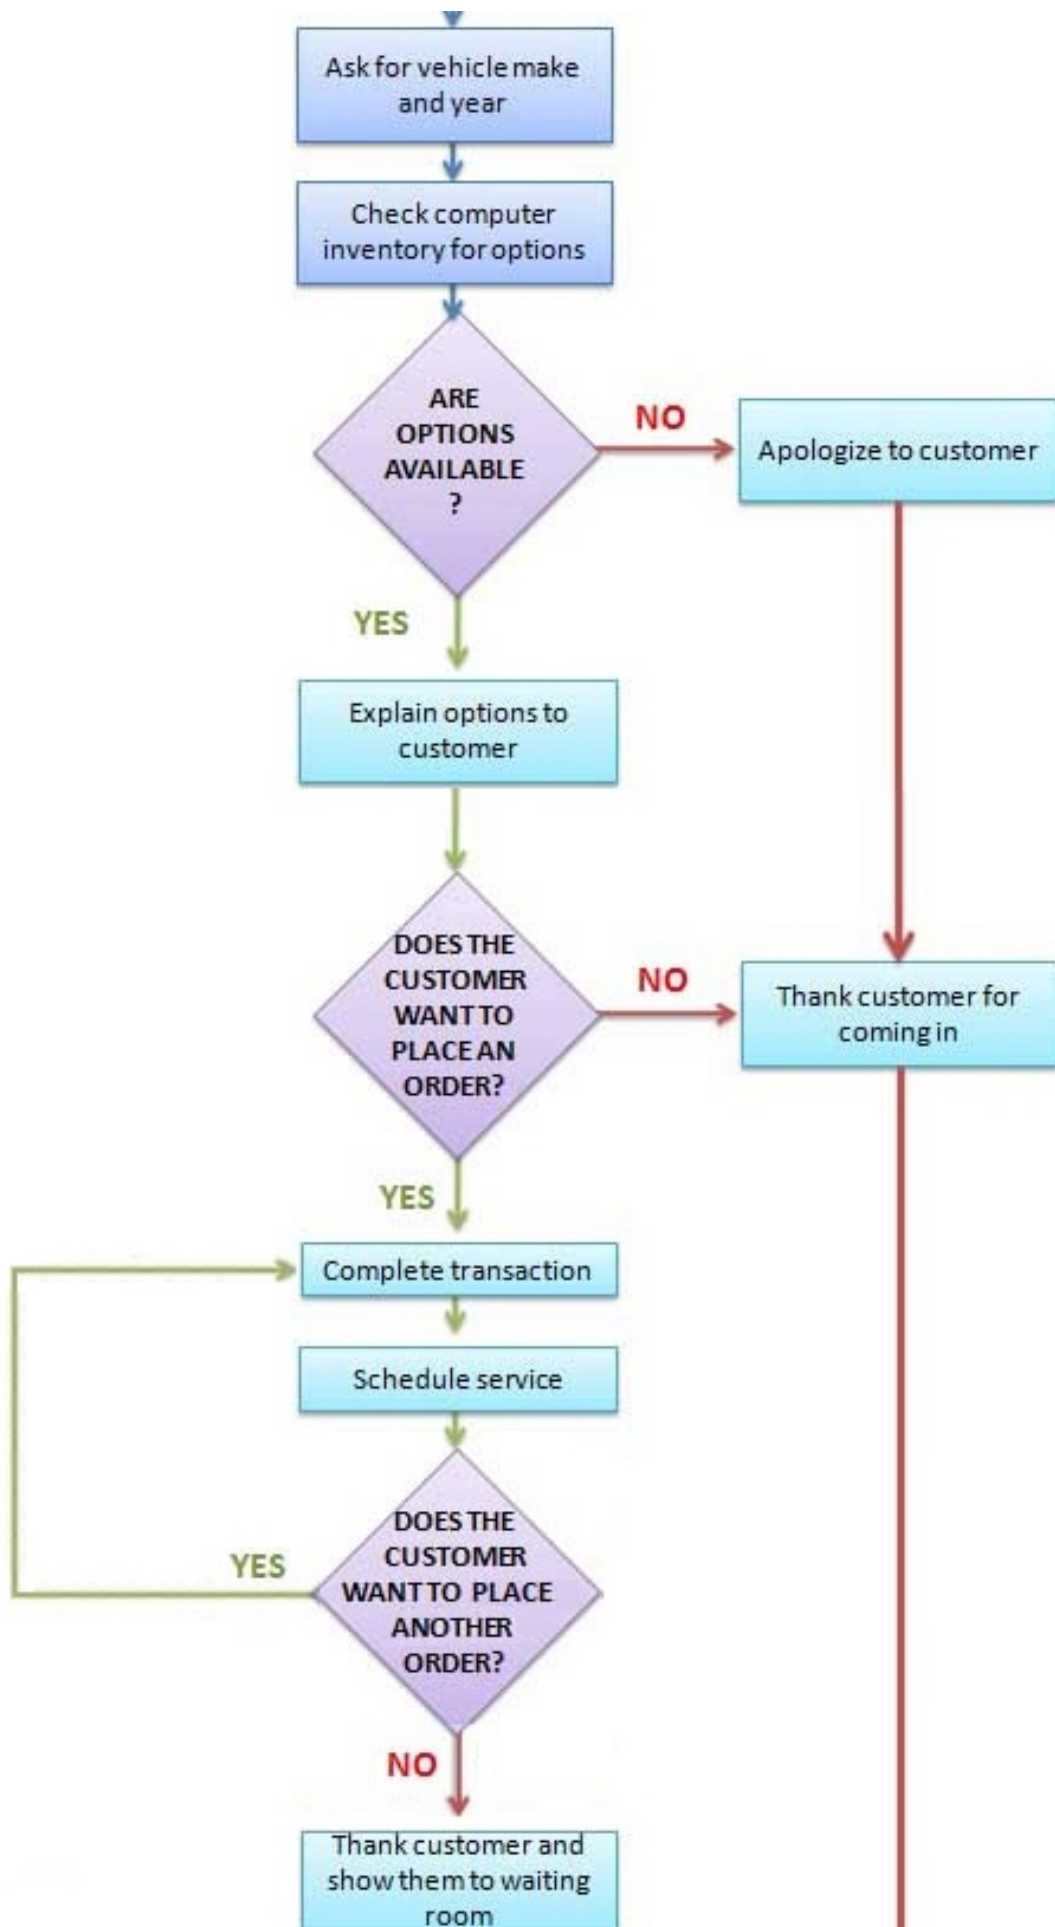 Ask for vehicle make
and year
Check computer
inventory for options
ARE
OPTIONS
AVAILABLE
?
NO
Apologize to customer
YES
Explain options to
customer
DOES THE
CUSTOMER
WANT TO
PLACE AN
ORDER?
NO
Thank customer for
coming in
YES
Complete transaction
Schedule service
DOES THE
CUSTOMER
WANT TO PLACE
ANOTHER
ORDER?
YES
NO
Thank customer and
show them to waiting
room